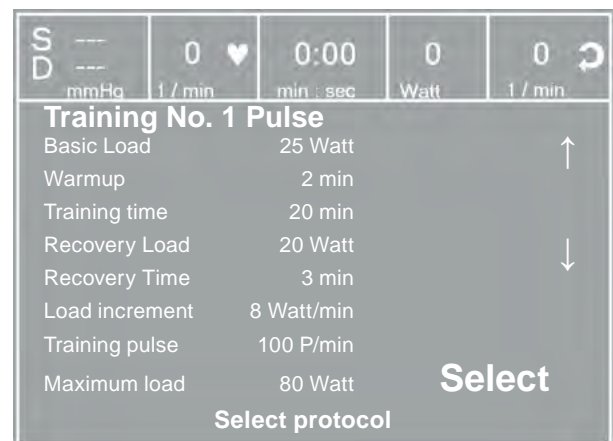 S --- 0 ♥ 0:00 0 0
D ---
mmHg 1 / min min : sec Watt 1 / min
Training No. 1 Pulse
Basic Load 25 Watt ↑
Warmup 2 min
Training time 20 min
Recovery Load 20 Watt ↓
Recovery Time 3 min
Load increment 8 Watt/min
Training pulse 100 P/min
Maximum load 80 Watt Select
Select protocol